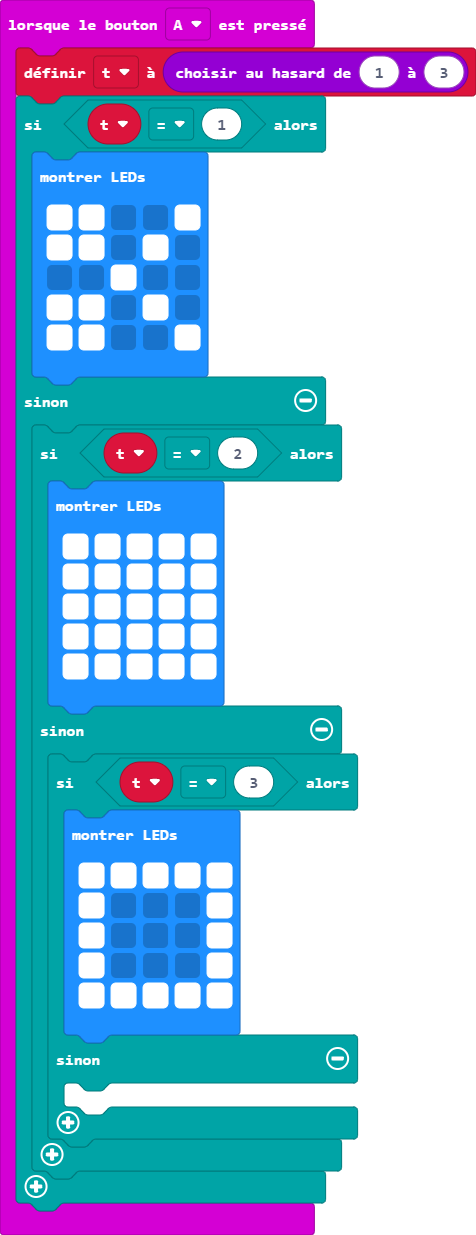 lorsque le bouton A est pressé
définir t à choisir au hasard de 1 à 3
si t = 1 alors
montrer LEDs
sinon
si t = 2 alors
montrer LEDs
sinon
si t = 3 alors
montrer LEDs
sinon